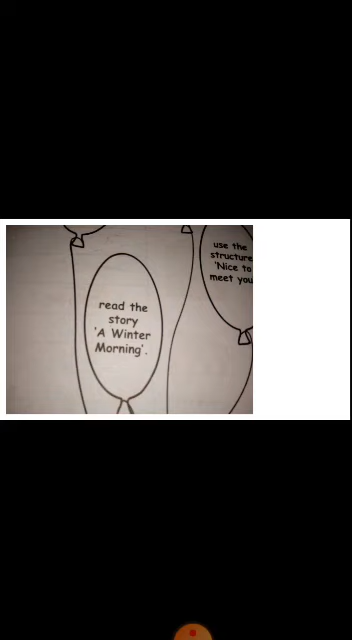 read the
story
'A Winter
Morning'.
use the
structure
'Nice to
meet you